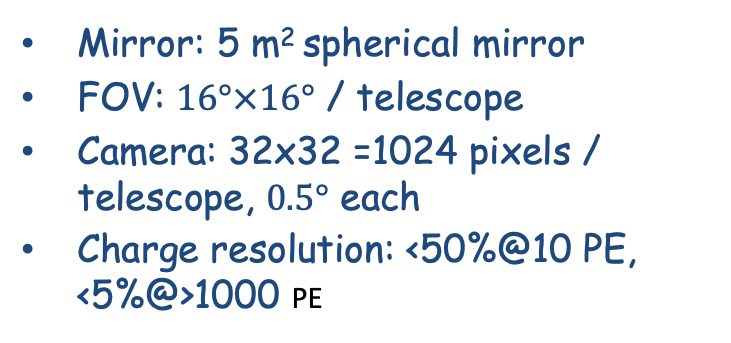 • Mirror: 5 m² spherical mirror
• FOV: 16°×16° / telescope
• Camera: 32x32 =1024 pixels /
telescope, 0.5° each
• Charge resolution: <50%@10 PE,
<5%@>1000 PE